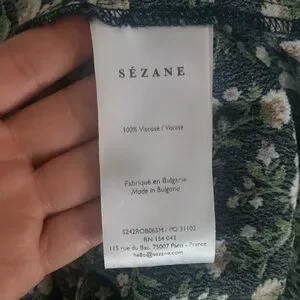 SÉZANE
100% Viscose / Viscose
Fabriqué en Bulgarie
Made in Bulgaria
S242ROB065M / PO 31102
RN 154 043
115 rue du Bac, 75007 Paris - France
hello@sezane.com